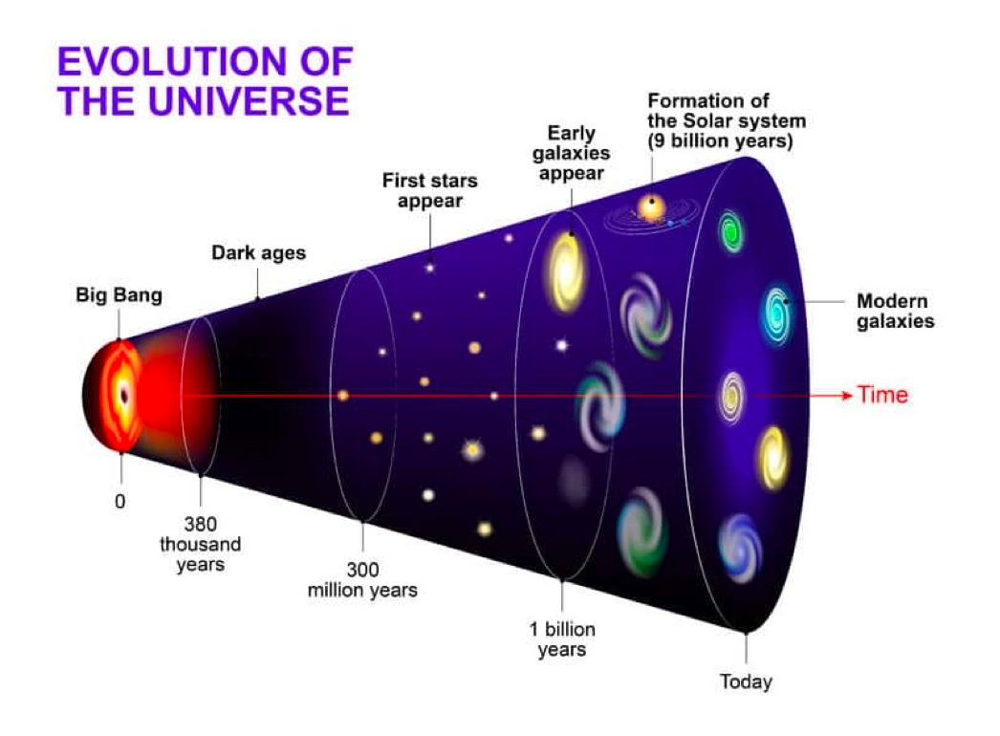 EVOLUTION OF
THE UNIVERSE
Formation of
the Solar system
(9 billion years)
Early
galaxies
appear
First stars
appear
Dark ages
Big Bang
Modern
galaxies
Time
0
380
thousand
years
300
million years
1 billion
years
Today